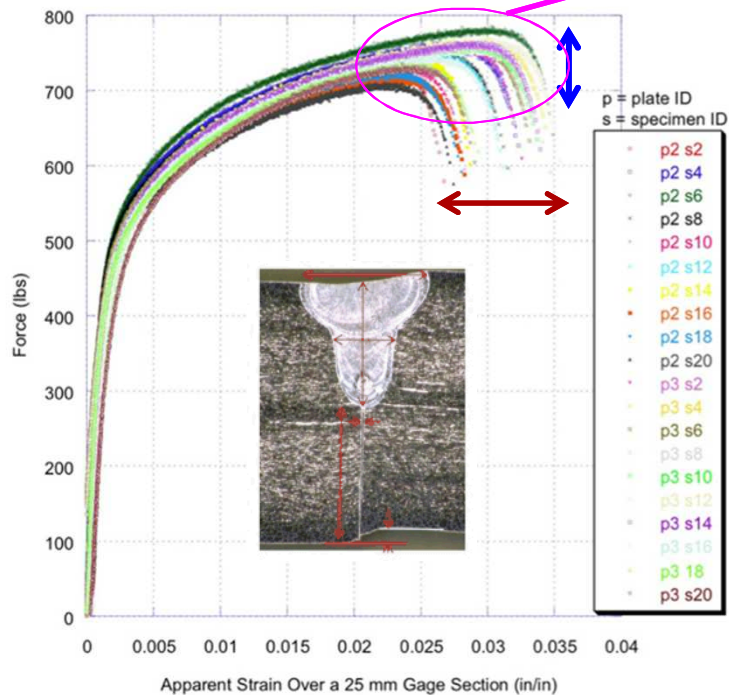 800
700
600
500
400
300
200
100
0
Force (lbs)
0
0.005
0.01
0.015
0.02
0.025
0.03
0.035
0.04
Apparent Strain Over a 25 mm Gage Section (in/in)
p = plate ID
s = specimen ID
p2 s2
p2 s4
p2 s6
p2 s8
p2 s10
p2 s12
p2 s14
p2 s16
p2 s18
p2 s20
p3 s2
p3 s4
p3 s6
p3 s8
p3 s10
p3 s12
p3 s14
p3 s16
p3 18
p3 s20